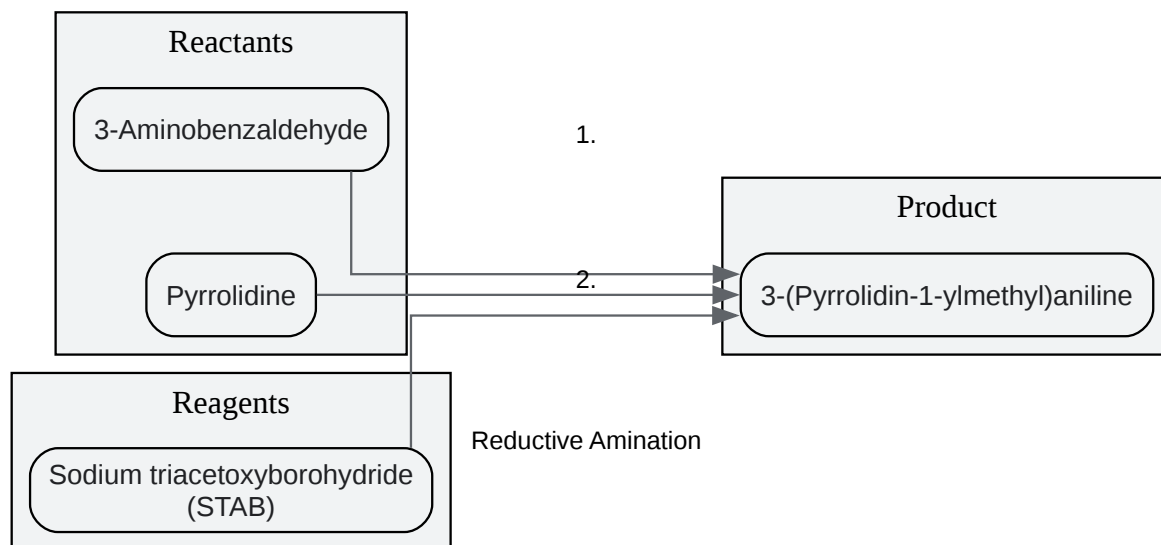 Reactants
3-Aminobenzaldehyde
1.
Product
Pyrrolidine
2.
3-(Pyrrolidin-1-ylmethyl)aniline
Reagents
Reductive Amination
Sodium triacetoxyborohydride
(STAB)